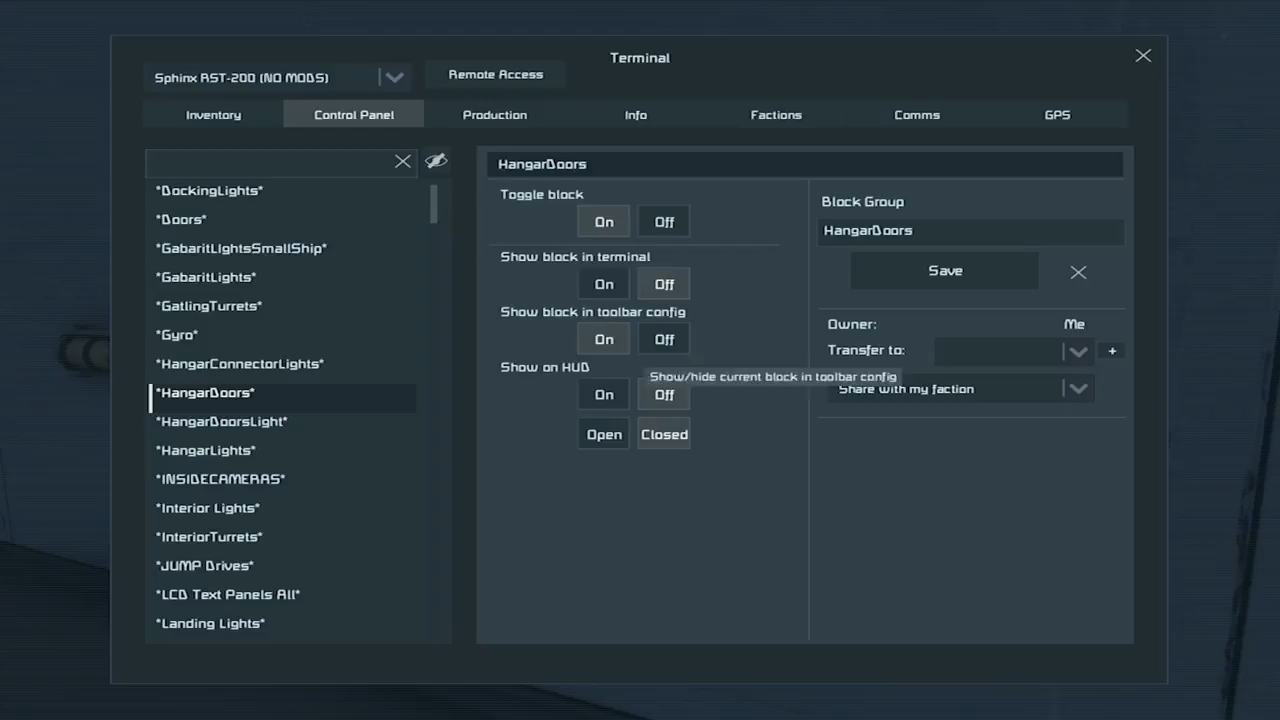 Terminal
Sphinx RST-200 (NO MODS)
Remote Access
Inventory
Control Panel
Production
Info
Factions
Comms
GPS
*DockingLights*
*Doors*
*GabaritLIghtsSmallShip*
*GabaritLights*
*GatlingTurrets*
*Gyro*
*HangarConnectorLights*
*HangarDoors*
*HangarDoorsLight*
*HangarLights*
*INSIDECAMERAS*
*Interior Lights*
*InteriorTurrets*
*JUMP Drives*
*LCD Text Panels All*
*Landing Lights*
HangarDoors
Toggle block
On Off
Show block in terminal
On Off
Show block in toolbar config
On Off
Show on HUD
Show/hide current block in toolbar config
On Off
Open Closed
Block Group
HangarDoors
Save
Owner: Me
Transfer to:
+
Share with my faction